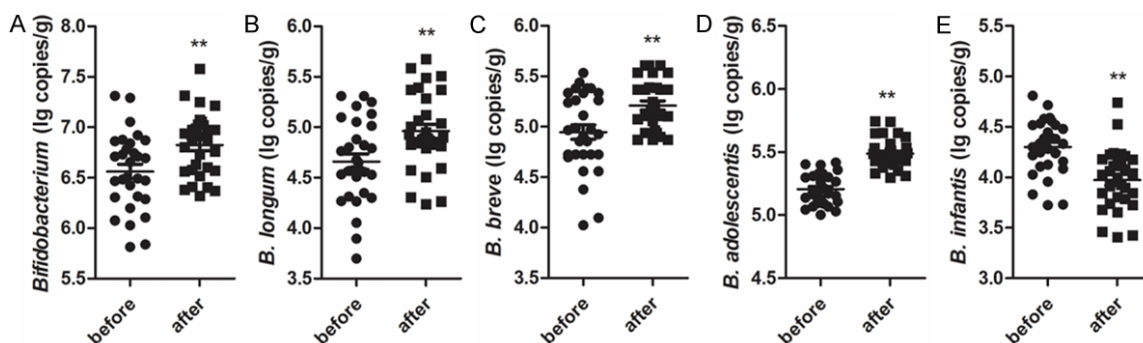 A
Bifidobacterium (lg copies/g)
8.0
7.5
7.0
6.5
6.0
5.5
**
before
after
B
B. longum (lg copies/g)
6.0
5.5
5.0
4.5
4.0
3.5
**
before
after
C
B. breve (lg copies/g)
6.0
5.5
5.0
4.5
4.0
3.5
**
before
after
D
B. adolescentis (lg copies/g)
6.0
5.5
5.0
4.5
**
before
after
E
B. infantis (lg copies/g)
5.5
5.0
4.5
4.0
3.5
3.0
**
before
after